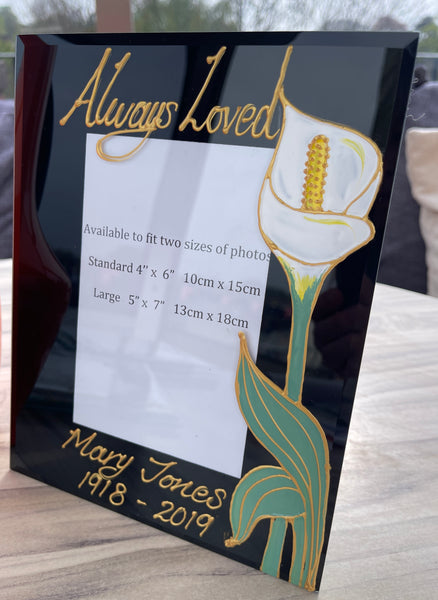 Always Loved
Available to fit two sizes of photos
Standard 4" x 6" 10cm x 15cm
Large 5" x 7" 13cm x 18cm
Mary Jones
1918 - 2019